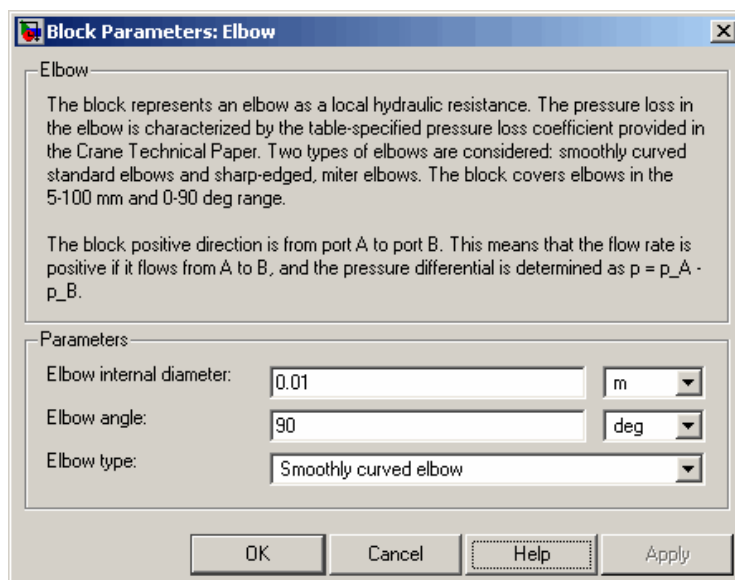 Block Parameters: Elbow
Elbow
The block represents an elbow as a local hydraulic resistance. The pressure loss in
the elbow is characterized by the table-specified pressure loss coefficient provided in
the Crane Technical Paper. Two types of elbows are considered: smoothly curved
standard elbows and sharp-edged, miter elbows. The block covers elbows in the
5-100 mm and 0-90 deg range.
The block positive direction is from port A to port B. This means that the flow rate is
positive if it flows from A to B, and the pressure differential is determined as p = p_A -
p_B.
Parameters
Elbow internal diameter: 0.01 m
Elbow angle: 90 deg
Elbow type: Smoothly curved elbow
OK Cancel Help Apply